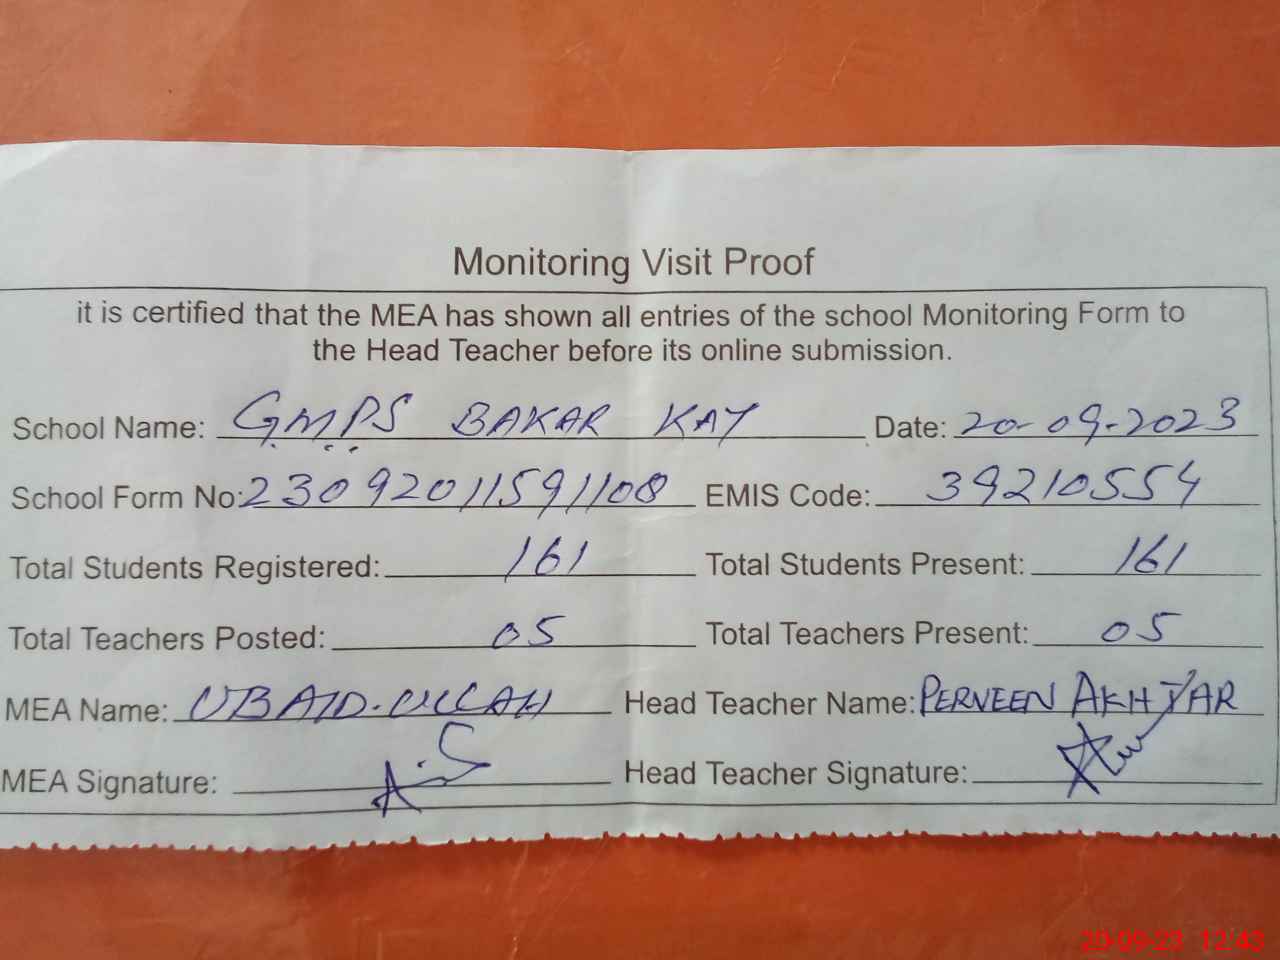 Monitoring Visit Proof
it is certified that the MEA has shown all entries of the school Monitoring Form to
the Head Teacher before its online submission.
School Name: GMPS BAKAR KAY Date: 20-09-2023
School Form No: 23092011591108 EMIS Code: 39210554
Total Students Registered: 161 Total Students Present: 161
Total Teachers Posted: 05 Total Teachers Present: 05
MEA Name: UBAID-ULLAH Head Teacher Name: PERVEEN AKHTAR
MEA Signature: Head Teacher Signature:
20-09-23 12:43